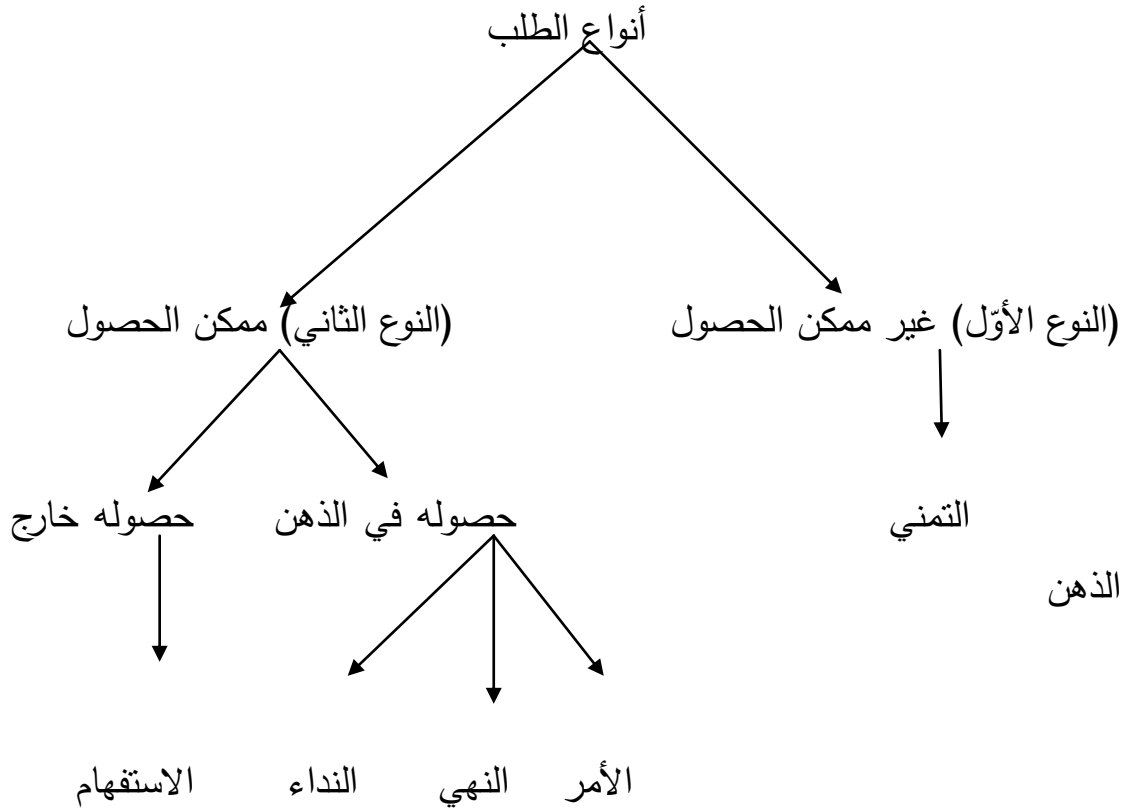 أنواع الطلب
(النوع الأوّل) غير ممكن الحصول (النوع الثاني) ممكن الحصول
التمني حصوله في الذهن حصوله خارج
الذهن
الأمر النهي النداء الاستفهام